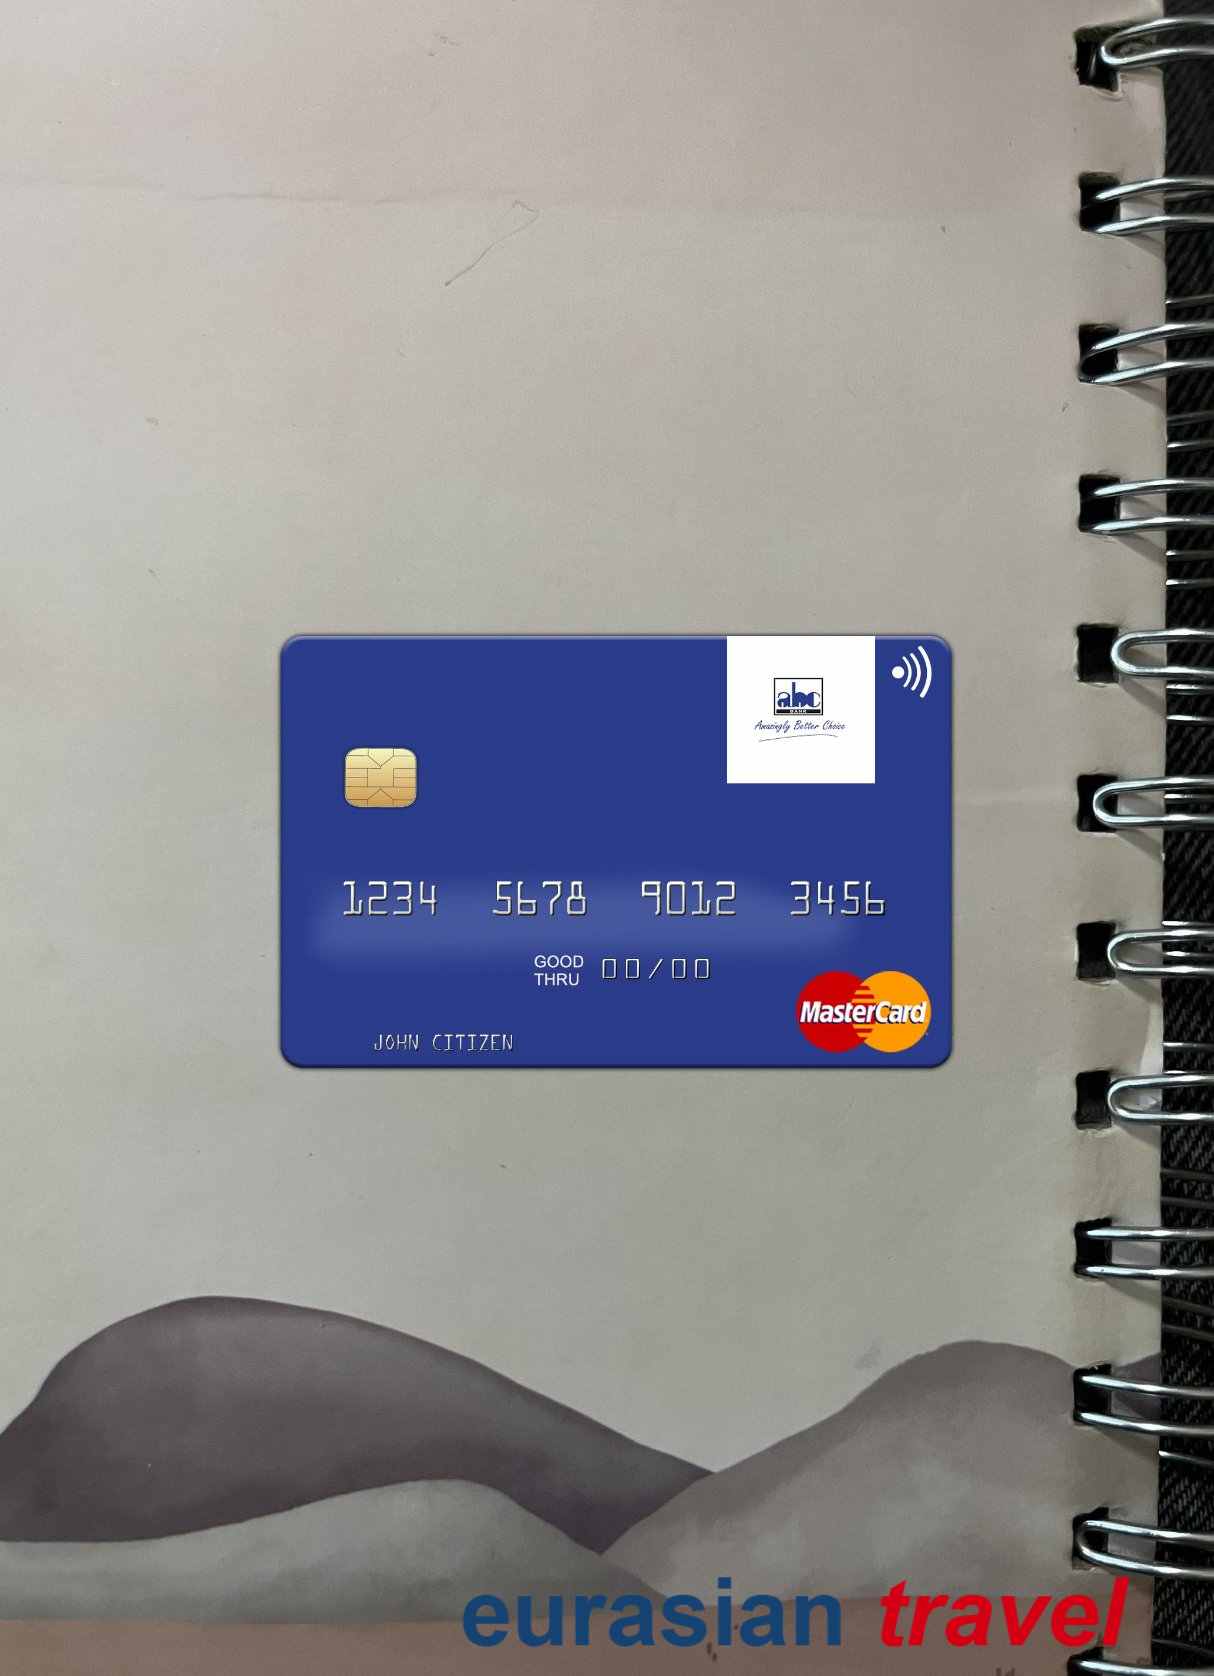 abc
BANK
Amazingly Better Choice
1234 5678 9012 3456
GOOD
THRU 00/00
MasterCard
JOHN CITIZEN
eurasian travel